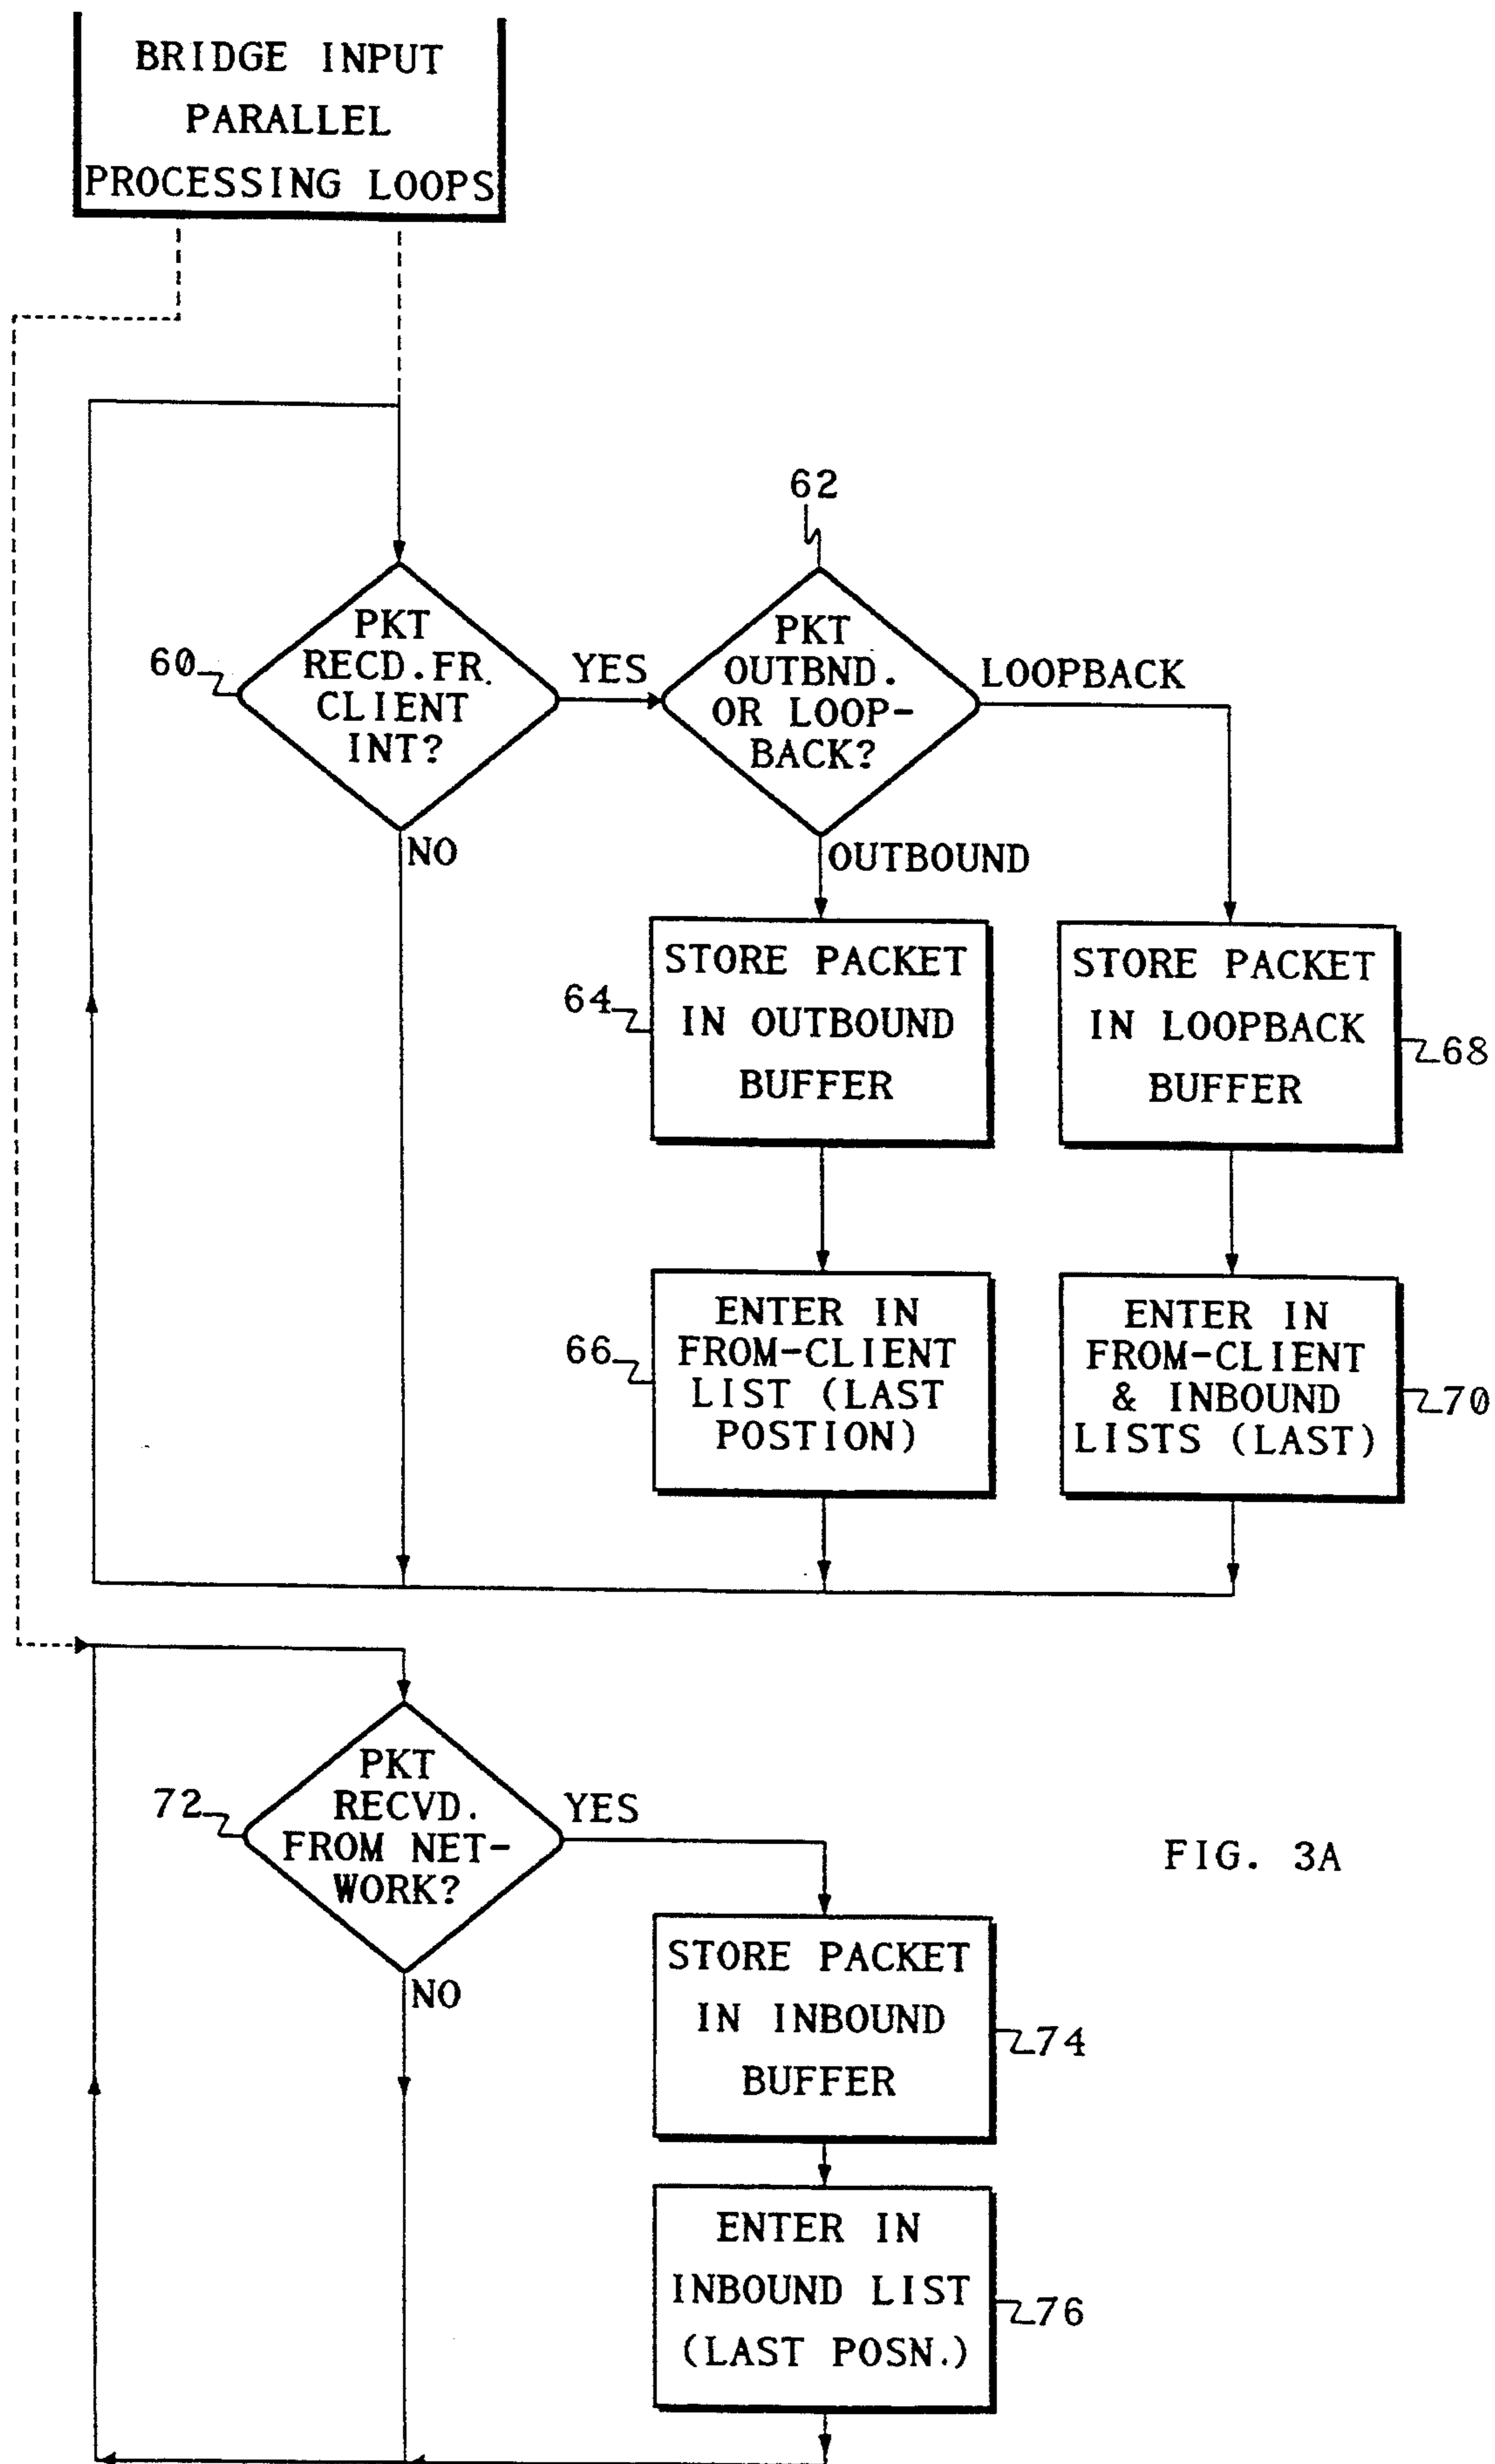 BRIDGE INPUT
PARALLEL
PROCESSING LOOPS
62
60
PKT
RECD.FR.
CLIENT
INT?
YES
PKT
OUTBND.
OR LOOP-
BACK?
LOOPBACK
NO
OUTBOUND
64
STORE PACKET
IN OUTBOUND
BUFFER
STORE PACKET
IN LOOPBACK
BUFFER
68
66
ENTER IN
FROM-CLIENT
LIST (LAST
POSTION)
ENTER IN
FROM-CLIENT
& INBOUND
LISTS (LAST)
70
72
PKT
RECVD.
FROM NET-
WORK?
YES
NO
FIG. 3A
STORE PACKET
IN INBOUND
BUFFER
74
ENTER IN
INBOUND LIST
(LAST POSN.)
76